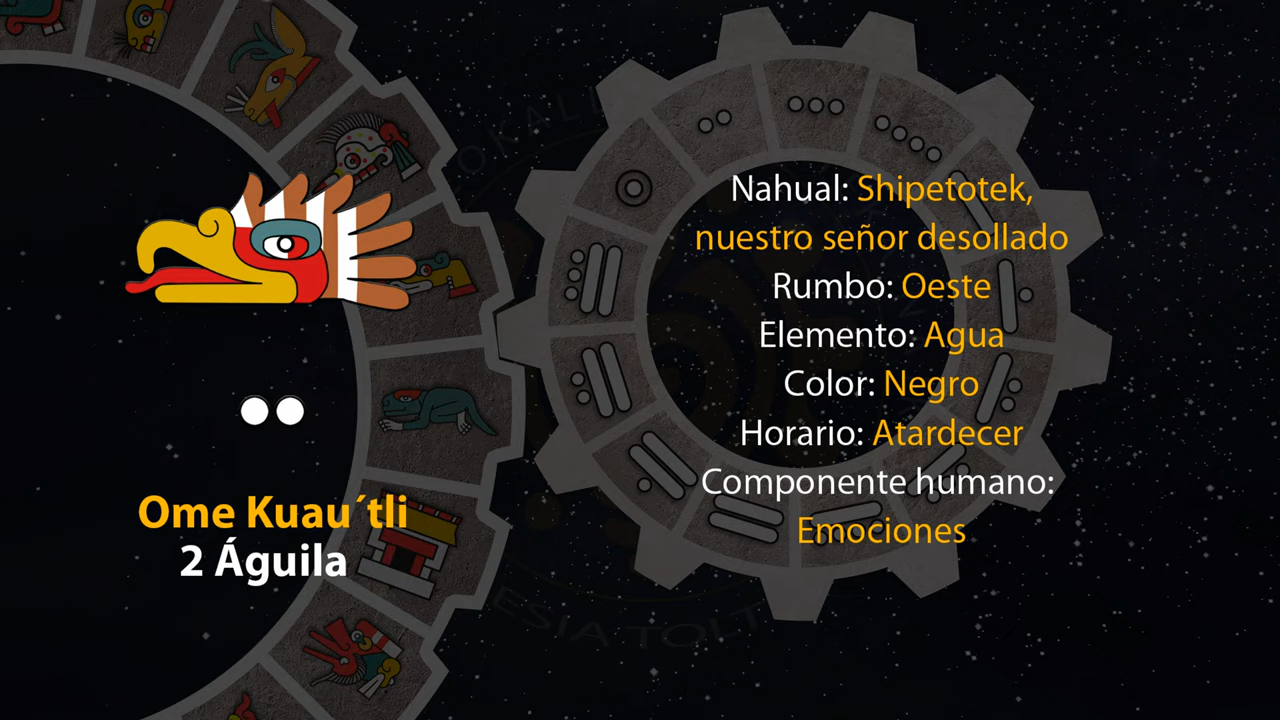 Ome Kuau´tli
2 Águila
Nahual: Shipetotek,
nuestro señor desollado
Rumbo: Oeste
Elemento: Agua
Color: Negro
Horario: Atardecer
Componente humano:
Emociones